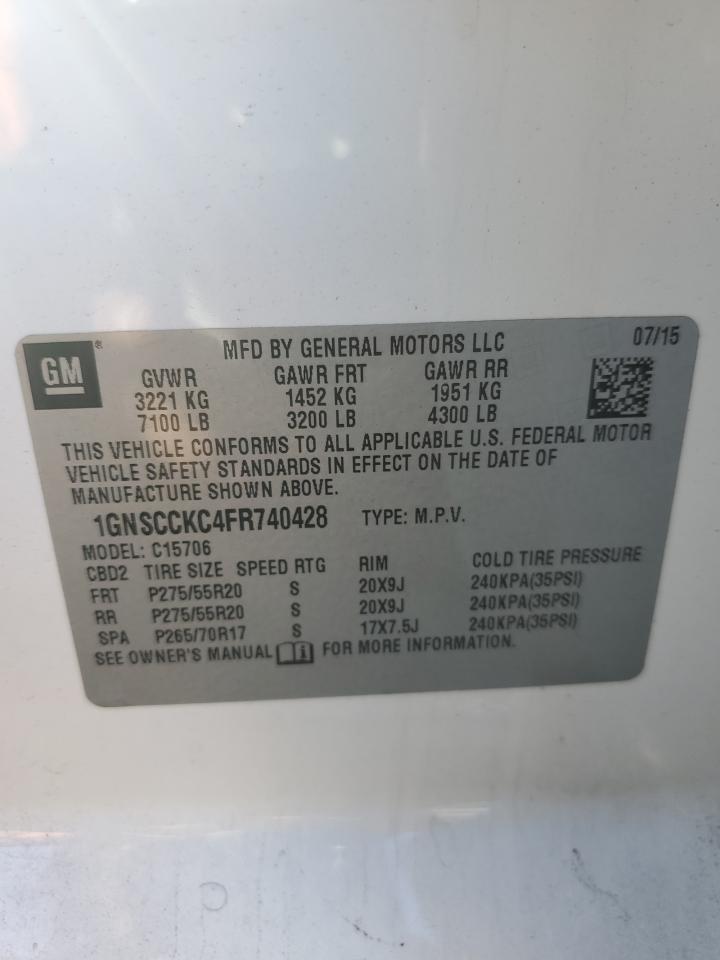 GM ®
MFD BY GENERAL MOTORS LLC 07/15
GVWR GAWR FRT GAWR RR
3221 KG 1452 KG 1951 KG
7100 LB 3200 LB 4300 LB
THIS VEHICLE CONFORMS TO ALL APPLICABLE U.S. FEDERAL MOTOR
VEHICLE SAFETY STANDARDS IN EFFECT ON THE DATE OF
MANUFACTURE SHOWN ABOVE.
1GNSCCKC4FR740428 TYPE: M.P.V.
MODEL: C15706
CBD2 TIRE SIZE SPEED RTG RIM COLD TIRE PRESSURE
FRT P275/55R20 S 20X9J 240KPA(35PSI)
RR P275/55R20 S 20X9J 240KPA(35PSI)
SPA P265/70R17 S 17X7.5J 240KPA(35PSI)
SEE OWNER'S MANUAL i FOR MORE INFORMATION.